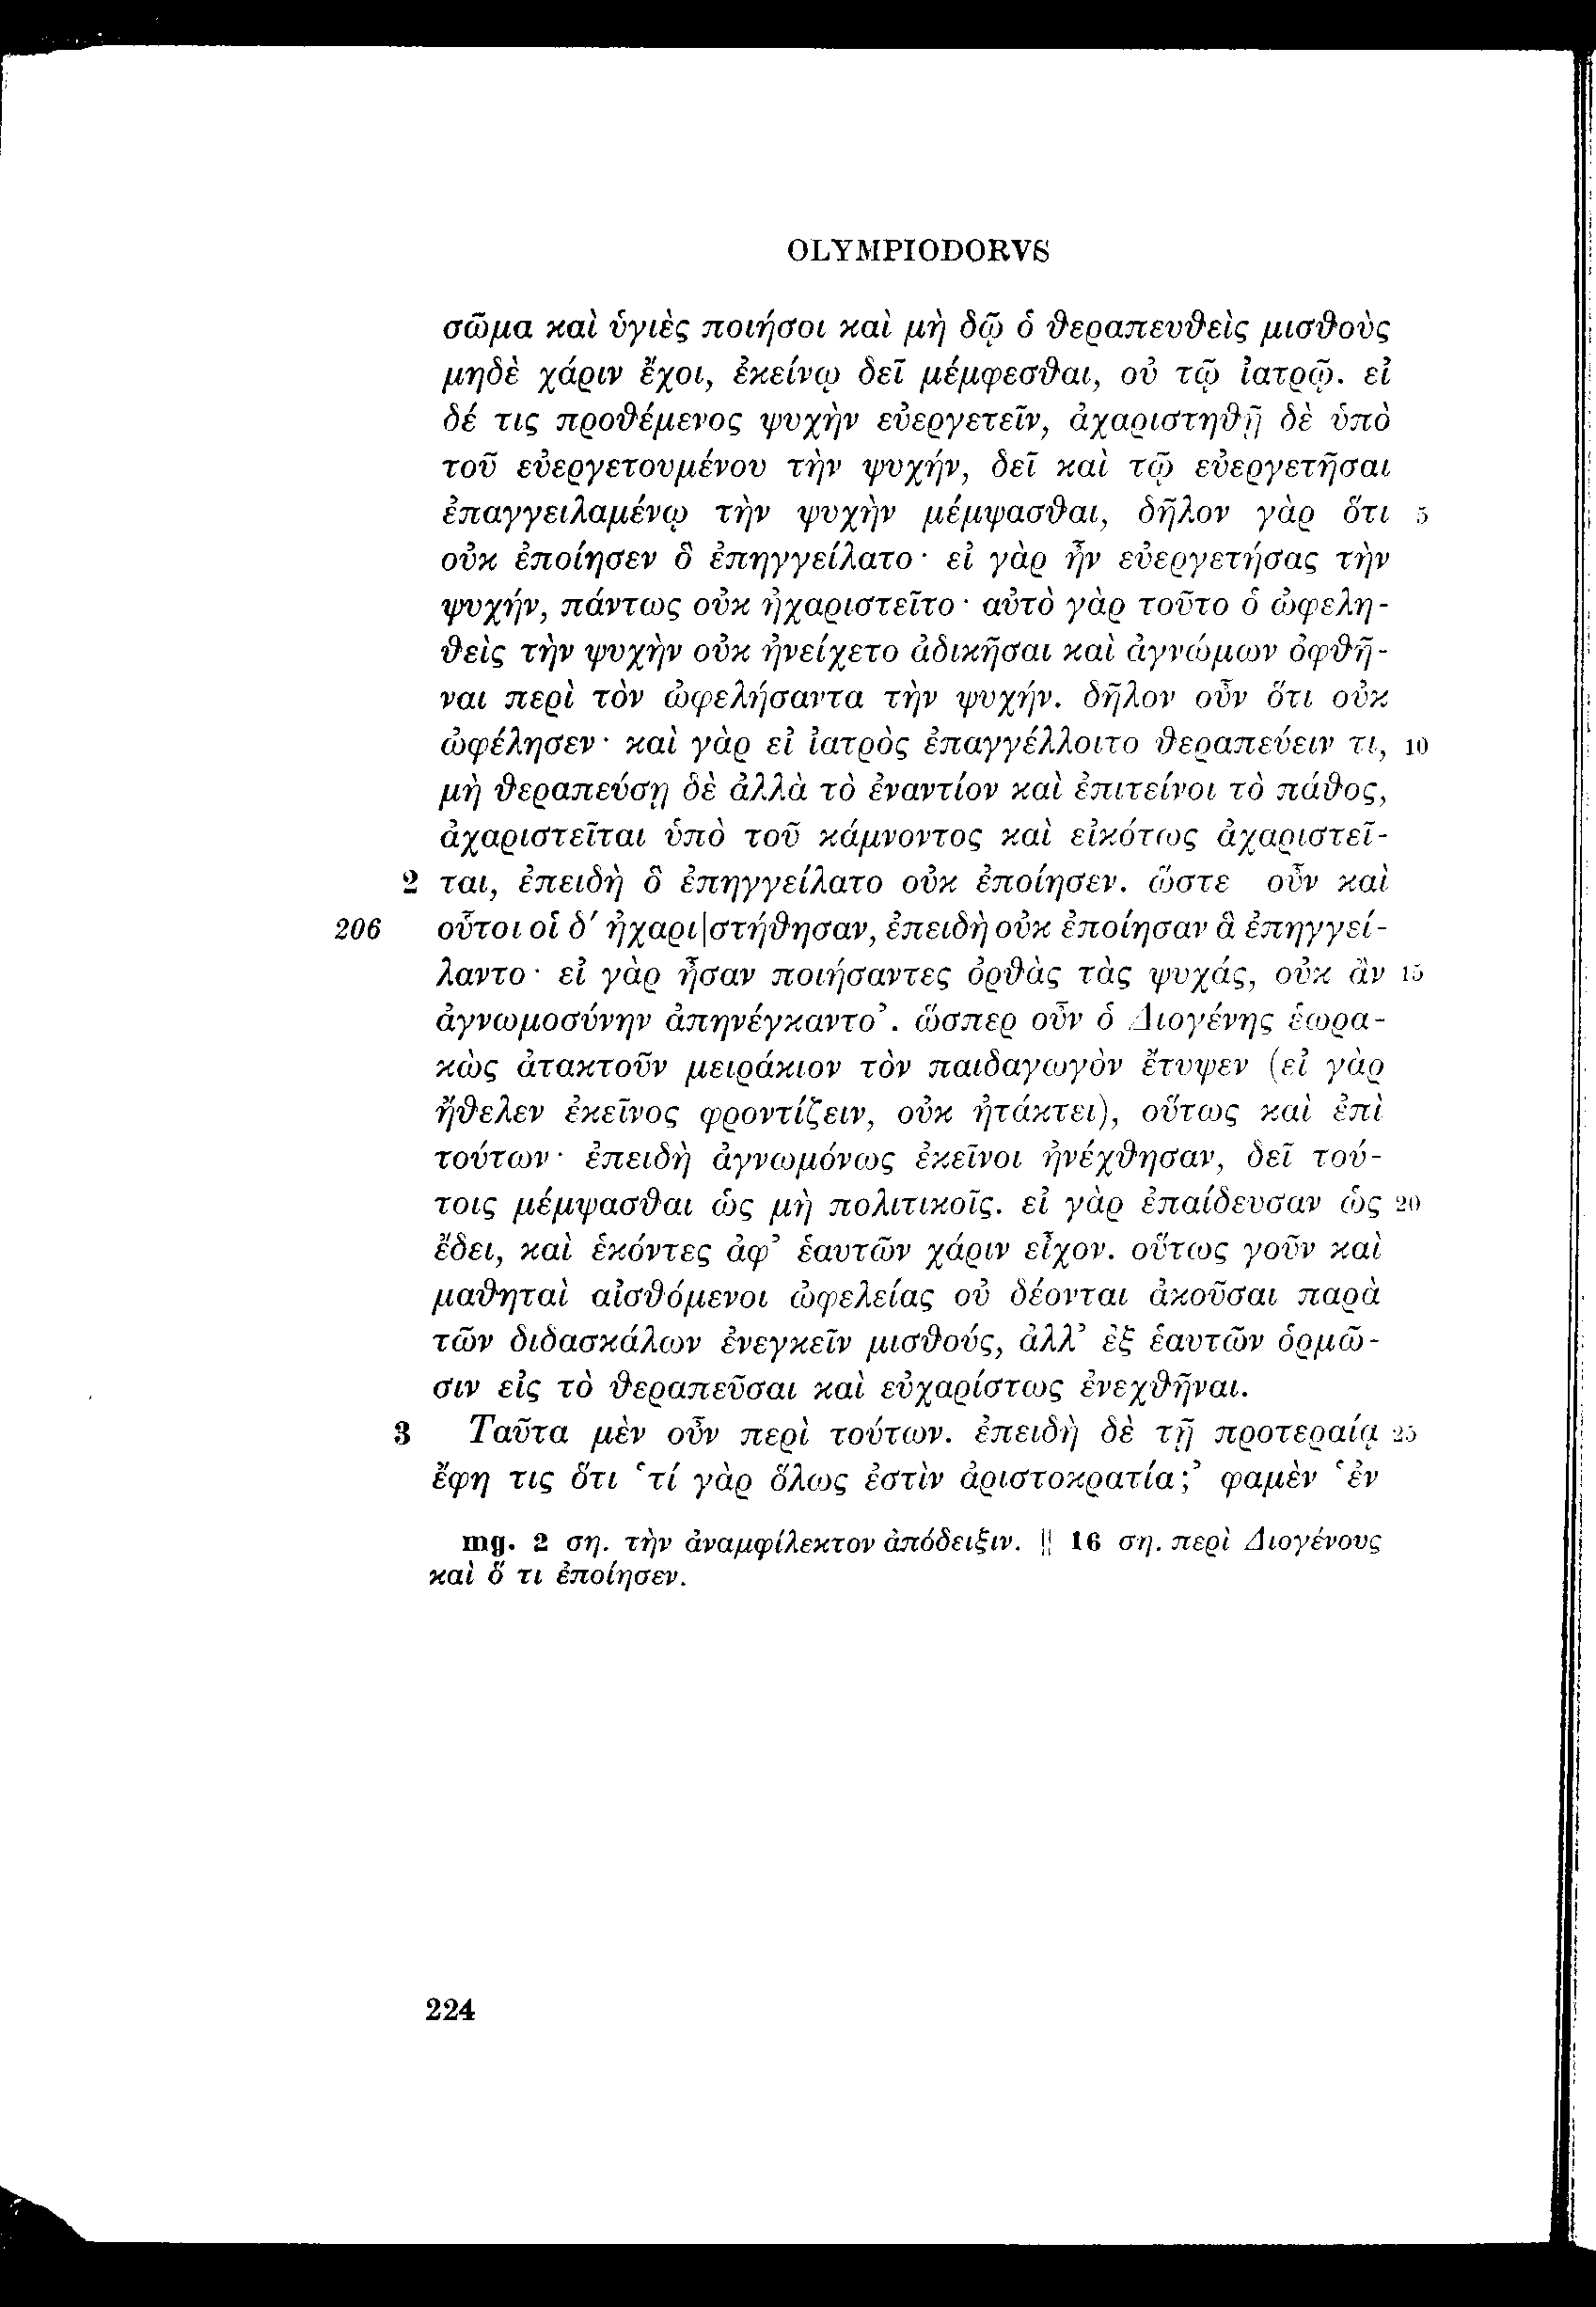 OLYMPIODORVS
σῶμα καὶ ὑγιὲς ποιήσοι καὶ μὴ δῷ ὁ θεραπευθεὶς μισθοὺς
μηδὲ χάριν ἔχοι, ἐκείνῳ δεῖ μέμφεσθαι, οὐ τῷ ἰατρῷ. εἰ
δέ τις προθέμενος ψυχὴν εὐεργετεῖν, ἀχαριστηθῇ δὲ ὑπὸ
τοῦ εὐεργετουμένου τὴν ψυχήν, δεῖ καὶ τῷ εὐεργετῆσαι
ἐπαγγειλαμένῳ τὴν ψυχὴν μέμψασθαι, δῆλον γὰρ ὅτι 5
οὐκ ἐποίησεν ὃ ἐπηγγείλατο· εἰ γὰρ ἦν εὐεργετήσας τὴν
ψυχήν, πάντως οὐκ ἠχαριστεῖτο· αὐτὸ γὰρ τοῦτο ὁ ὠφελη-
θεὶς τὴν ψυχὴν οὐκ ἠνείχετο ἀδικῆσαι καὶ ἀγνώμων ὀφθῆ-
ναι περὶ τὸν ὠφελήσαντα τὴν ψυχήν. δῆλον οὖν ὅτι οὐκ
ὠφέλησεν· καὶ γὰρ εἰ ἰατρὸς ἐπαγγέλλοιτο θεραπεύειν τι, 10
μὴ θεραπεύσῃ δὲ ἀλλὰ τὸ ἐναντίον καὶ ἐπιτείνοι τὸ πάθος,
ἀχαριστεῖται ὑπὸ τοῦ κάμνοντος καὶ εἰκότως ἀχαριστεῖ-
2 ται, ἐπειδὴ ὃ ἐπηγγείλατο οὐκ ἐποίησεν. ὥστε οὖν καὶ
206 οὗτοι οἱ δʹ ἠχαρι|στήθησαν, ἐπειδὴ οὐκ ἐποίησαν ἃ ἐπηγγεί-
λαντο· εἰ γὰρ ἦσαν ποιήσαντες ὀρθὰς τὰς ψυχάς, οὐκ ἂν 15
ἀγνωμοσύνην ἀπηνέγκαντο’. ὥσπερ οὖν ὁ Διογένης ἑωρα-
κὼς ἀτακτοῦν μειράκιον τὸν παιδαγωγὸν ἔτυψεν (εἰ γὰρ
ἤθελεν ἐκεῖνος φροντίζειν, οὐκ ἠτάκτει), οὕτως καὶ ἐπὶ
τούτων· ἐπειδὴ ἀγνωμόνως ἐκεῖνοι ἠνέχθησαν, δεῖ τού-
τοις μέμψασθαι ὡς μὴ πολιτικοῖς. εἰ γὰρ ἐπαίδευσαν ὡς 20
ἔδει, καὶ ἑκόντες ἀφ’ ἑαυτῶν χάριν εἶχον. οὕτως γοῦν καὶ
μαθηταὶ αἰσθόμενοι ὠφελείας οὐ δέονται ἀκοῦσαι παρὰ
τῶν διδασκάλων ἐνεγκεῖν μισθούς, ἀλλ’ ἐξ ἑαυτῶν ὁρμῶ-
σιν εἰς τὸ θεραπεῦσαι καὶ εὐχαρίστως ἐνεχθῆναι.
3 Ταῦτα μὲν οὖν περὶ τούτων. ἐπειδὴ δὲ τῇ προτεραίᾳ 25
ἔφη τις ὅτι ‘τί γὰρ ὅλως ἐστὶν ἀριστοκρατία;’ φαμὲν ‘ἐν
mg. 2 ση. τὴν ἀναμφίλεκτον ἀπόδειξιν. || 16 ση. περὶ Διογένους
καὶ ὅ τι ἐποίησεν.
224